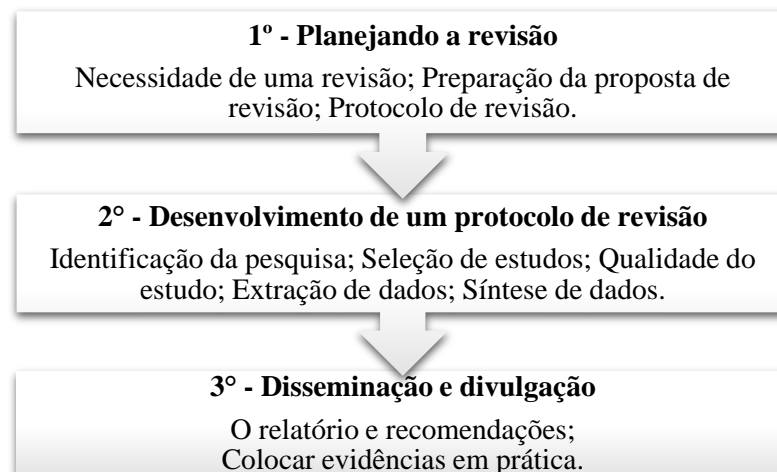 1º - Planejando a revisão
Necessidade de uma revisão; Preparação da proposta de
revisão; Protocolo de revisão.
2° - Desenvolvimento de um protocolo de revisão
Identificação da pesquisa; Seleção de estudos; Qualidade do
estudo; Extração de dados; Síntese de dados.
3° - Disseminação e divulgação
O relatório e recomendações;
Colocar evidências em prática.